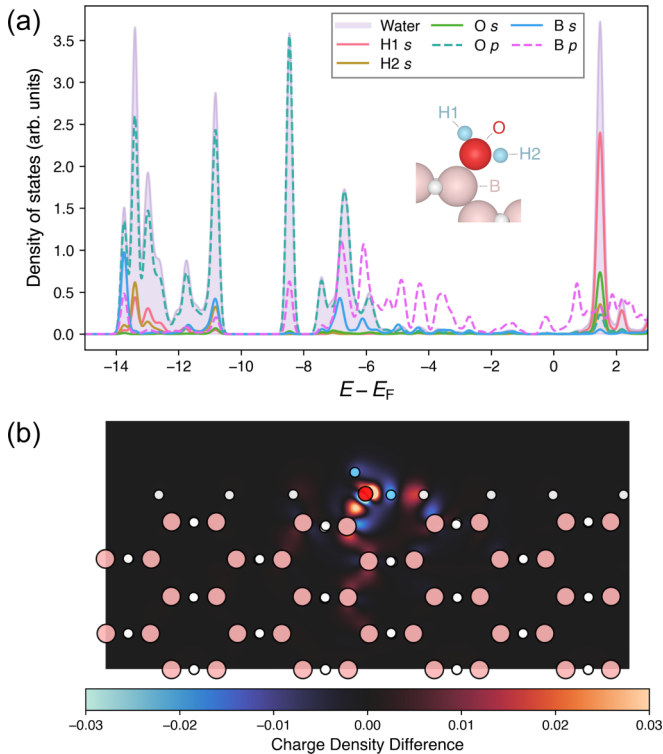 (a)
Density of states (arb. units)
3.5
3.0
2.5
2.0
1.5
1.0
0.5
0.0
Water
H1 s
H2 s
O s
O p
B s
B p
H1
O
H2
B
−14 −12 −10 −8 −6 −4 −2 0 2
E − E_F
(b)
−0.03 −0.02 −0.01 0.00 0.01 0.02 0.03
Charge Density Difference